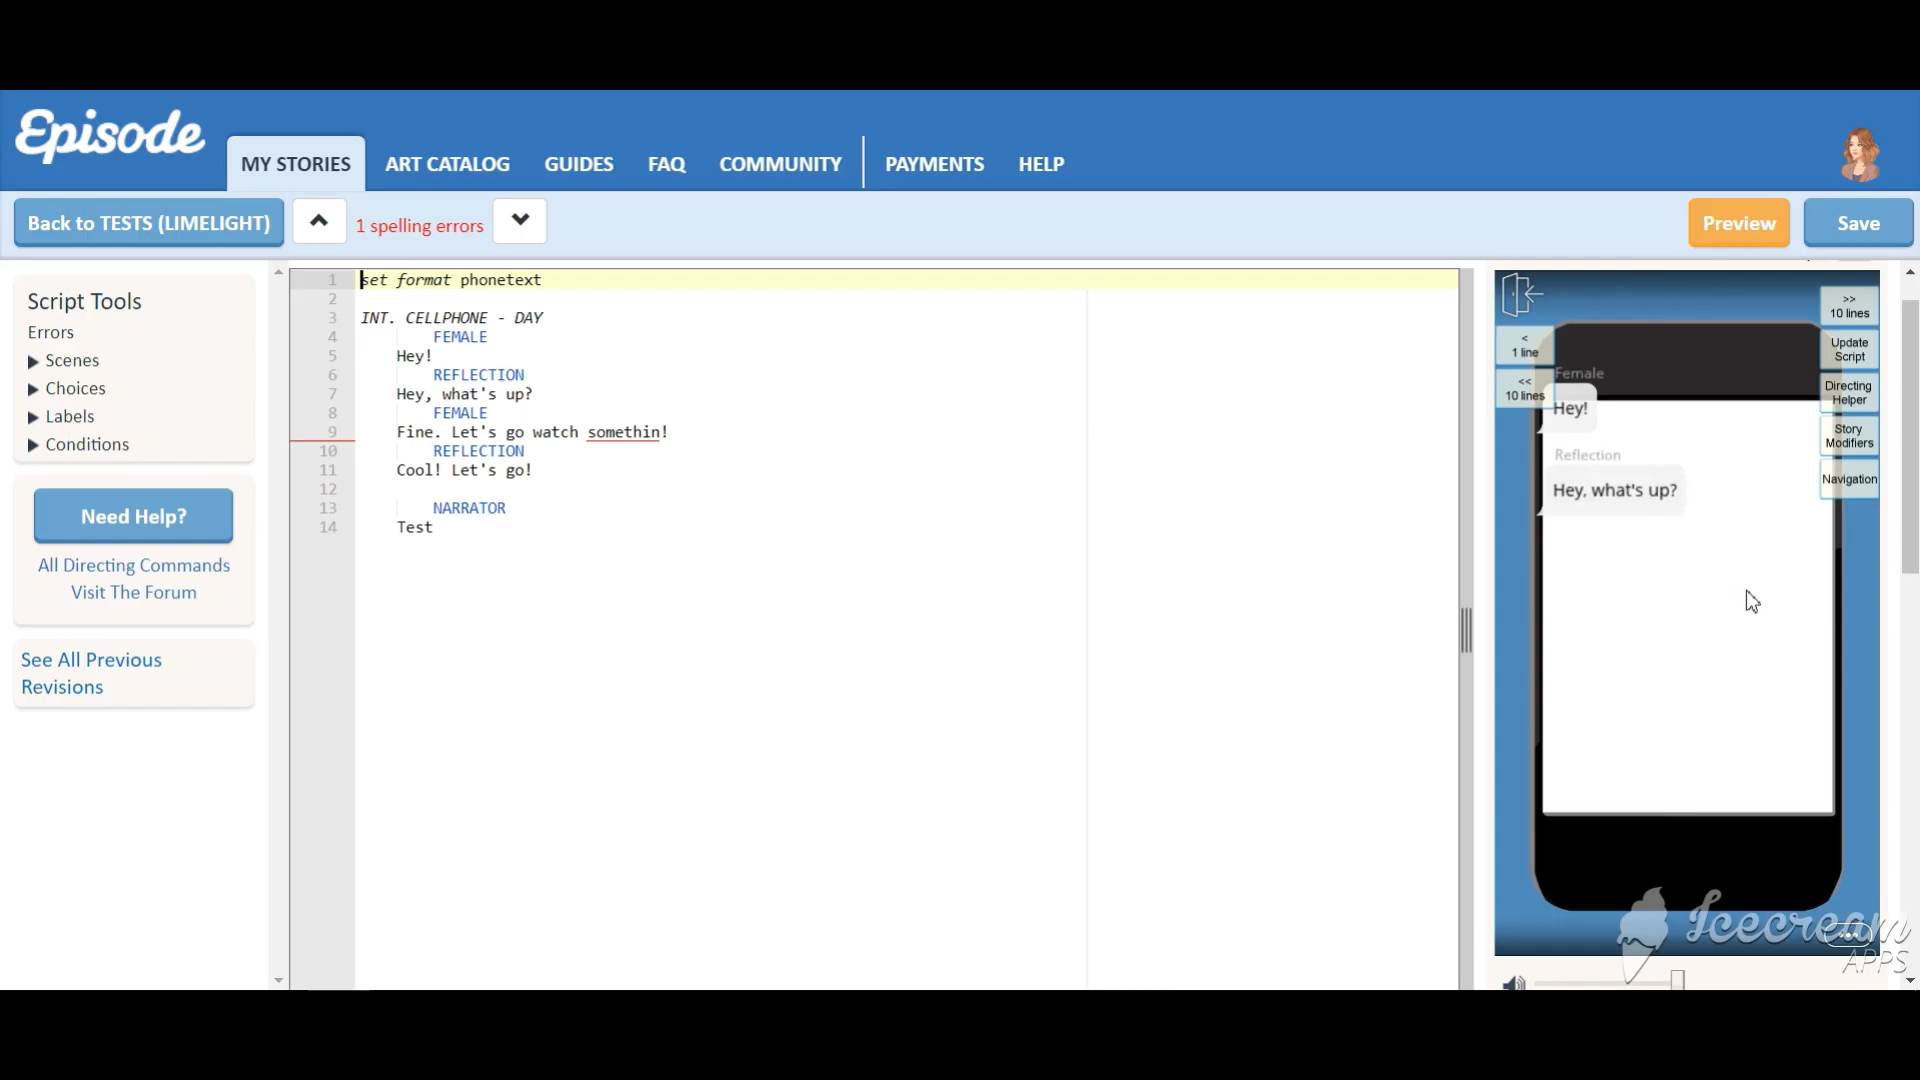 Episode
MY STORIES
ART CATALOG
GUIDES
FAQ
COMMUNITY
PAYMENTS
HELP
Back to TESTS (LIMELIGHT)
1 spelling errors
Preview
Save
Script Tools
Errors
Scenes
Choices
Labels
Conditions
Need Help?
All Directing Commands
Visit The Forum
See All Previous
Revisions
1 set format phonetext
2
3 INT. CELLPHONE - DAY
4 FEMALE
5 Hey!
6 REFLECTION
7 Hey, what's up?
8 FEMALE
9 Fine. Let's go watch somethin!
10 REFLECTION
11 Cool! Let's go!
12
13 NARRATOR
14 Test
<
1 line
<<
10 lines
>>
10 lines
Update
Script
Directing
Helper
Story
Modifiers
Navigation
Female
Hey!
Reflection
Hey, what's up?
Icecream
APPS